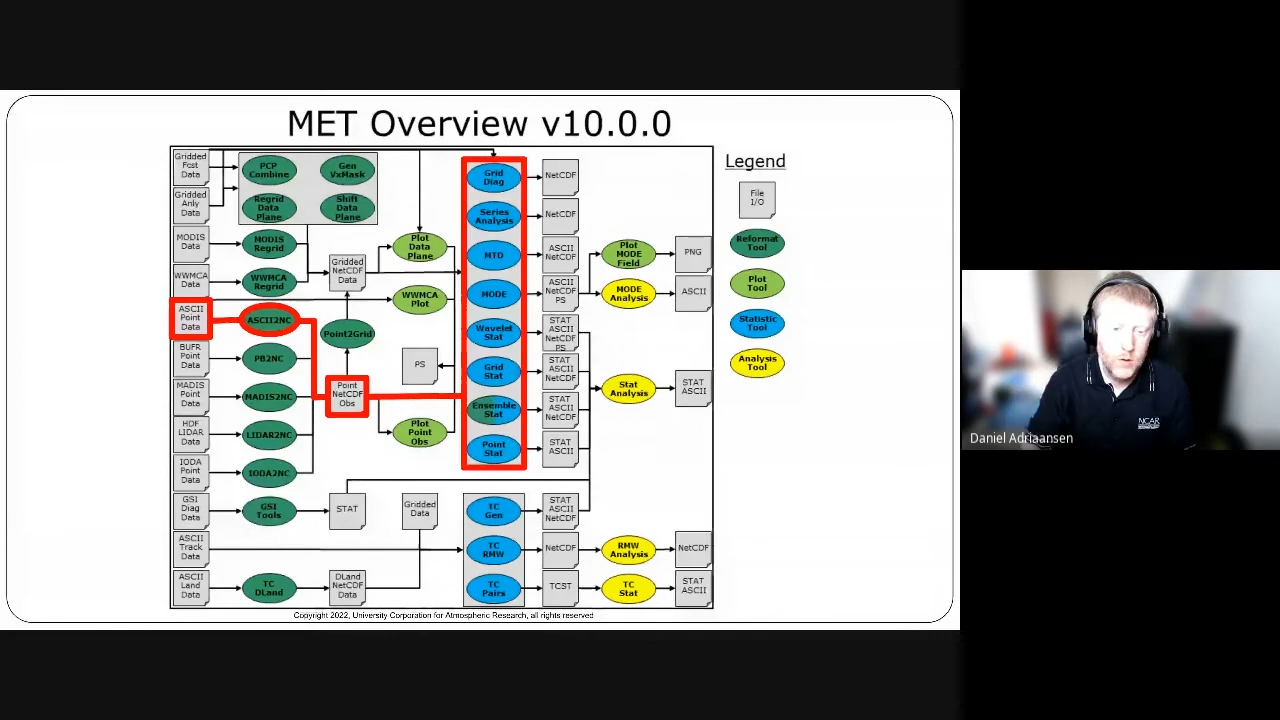 MET Overview v10.0.0
Gridded
Fcst
Data
Gridded
Anly
Data
MODIS
Data
WWMCA
Data
ASCII
Point
Data
BUFR
Point
Data
MADIS
Point
Data
HDF
LIDAR
Data
IODA
Point
Data
GSI
Diag
Data
ASCII
Track
Data
ASCII
Land
Data
PCP
Combine
Gen
VxMask
Regrid
Data
Plane
Shift
Data
Plane
MODIS
Regrid
WWMCA
Regrid
ASCII2NC
PB2NC
MADIS2NC
LIDAR2NC
IODA2NC
GSI
Tools
TC
DLand
Gridded
NetCDF
Data
Point2Grid
Point
NetCDF
Obs
STAT
DLand
NetCDF
Data
Plot
Data
Plane
WWMCA
Plot
PS
Plot
Point
Obs
Gridded
Data
Grid
Diag
Series
Analysis
MTD
MODE
Wavelet
Stat
Grid
Stat
Ensemble
Stat
Point
Stat
TC
Gen
TC
RMW
TC
Pairs
NetCDF
NetCDF
ASCII
NetCDF
ASCII
NetCDF
PS
STAT
ASCII
NetCDF
PS
STAT
ASCII
NetCDF
STAT
ASCII
NetCDF
STAT
ASCII
STAT
ASCII
NetCDF
NetCDF
TCST
Plot
MODE
Field
MODE
Analysis
Stat
Analysis
RMW
Analysis
TC
Stat
PNG
ASCII
STAT
ASCII
NetCDF
STAT
ASCII
Legend
File
I/O
Reformat
Tool
Plot
Tool
Statistic
Tool
Analysis
Tool
Copyright 2022, University Corporation for Atmospheric Research, all rights reserved
NCAR
Daniel Adriaansen